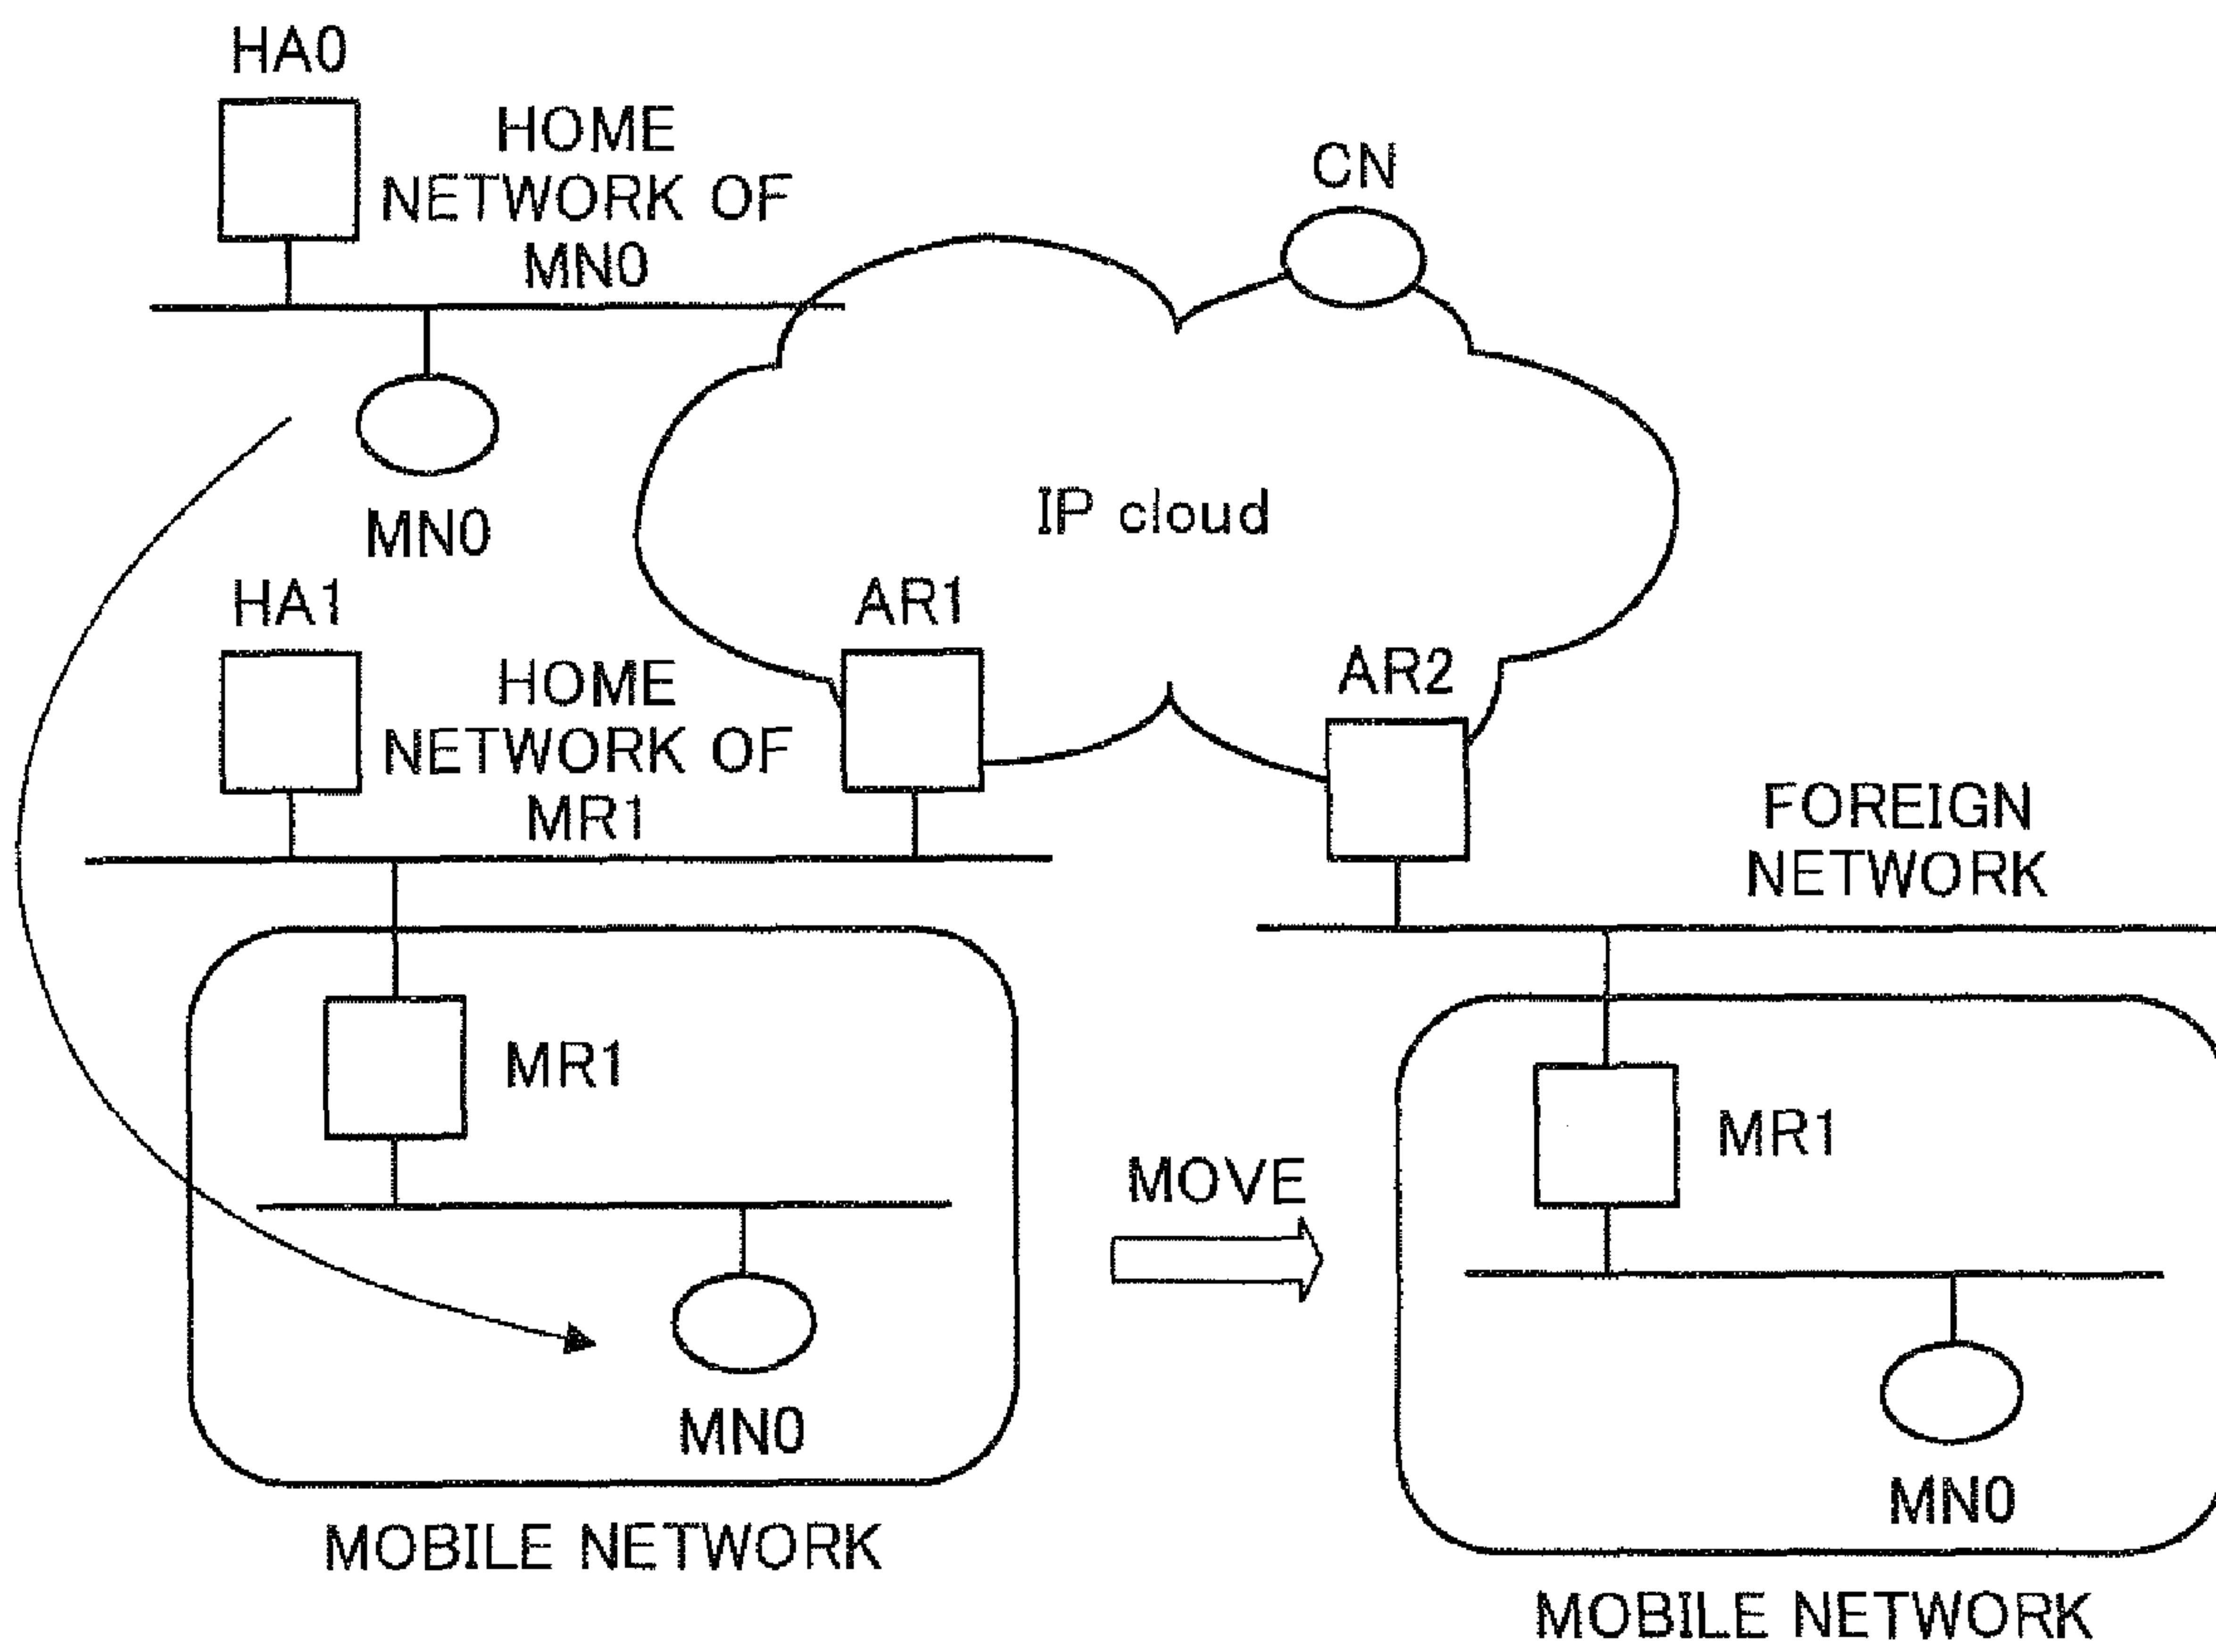 HA0
HOME
NETWORK OF
MN0
CN
MN0
IP cloud
HA1
HOME
NETWORK OF
MR1
AR1
AR2
FOREIGN
NETWORK
MR1
MN0
MOBILE NETWORK
MOVE
MR1
MN0
MOBILE NETWORK